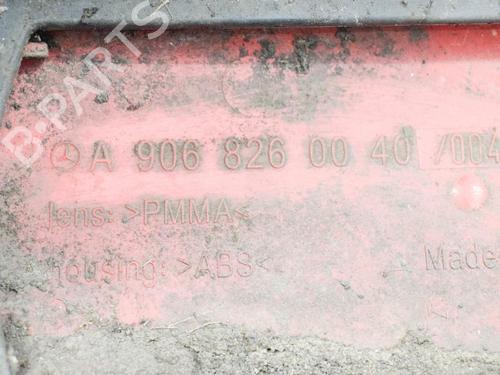 B-PARTS
A 906 826 00 40 /004
lens: >PMMA<
housing: >ABS< Made